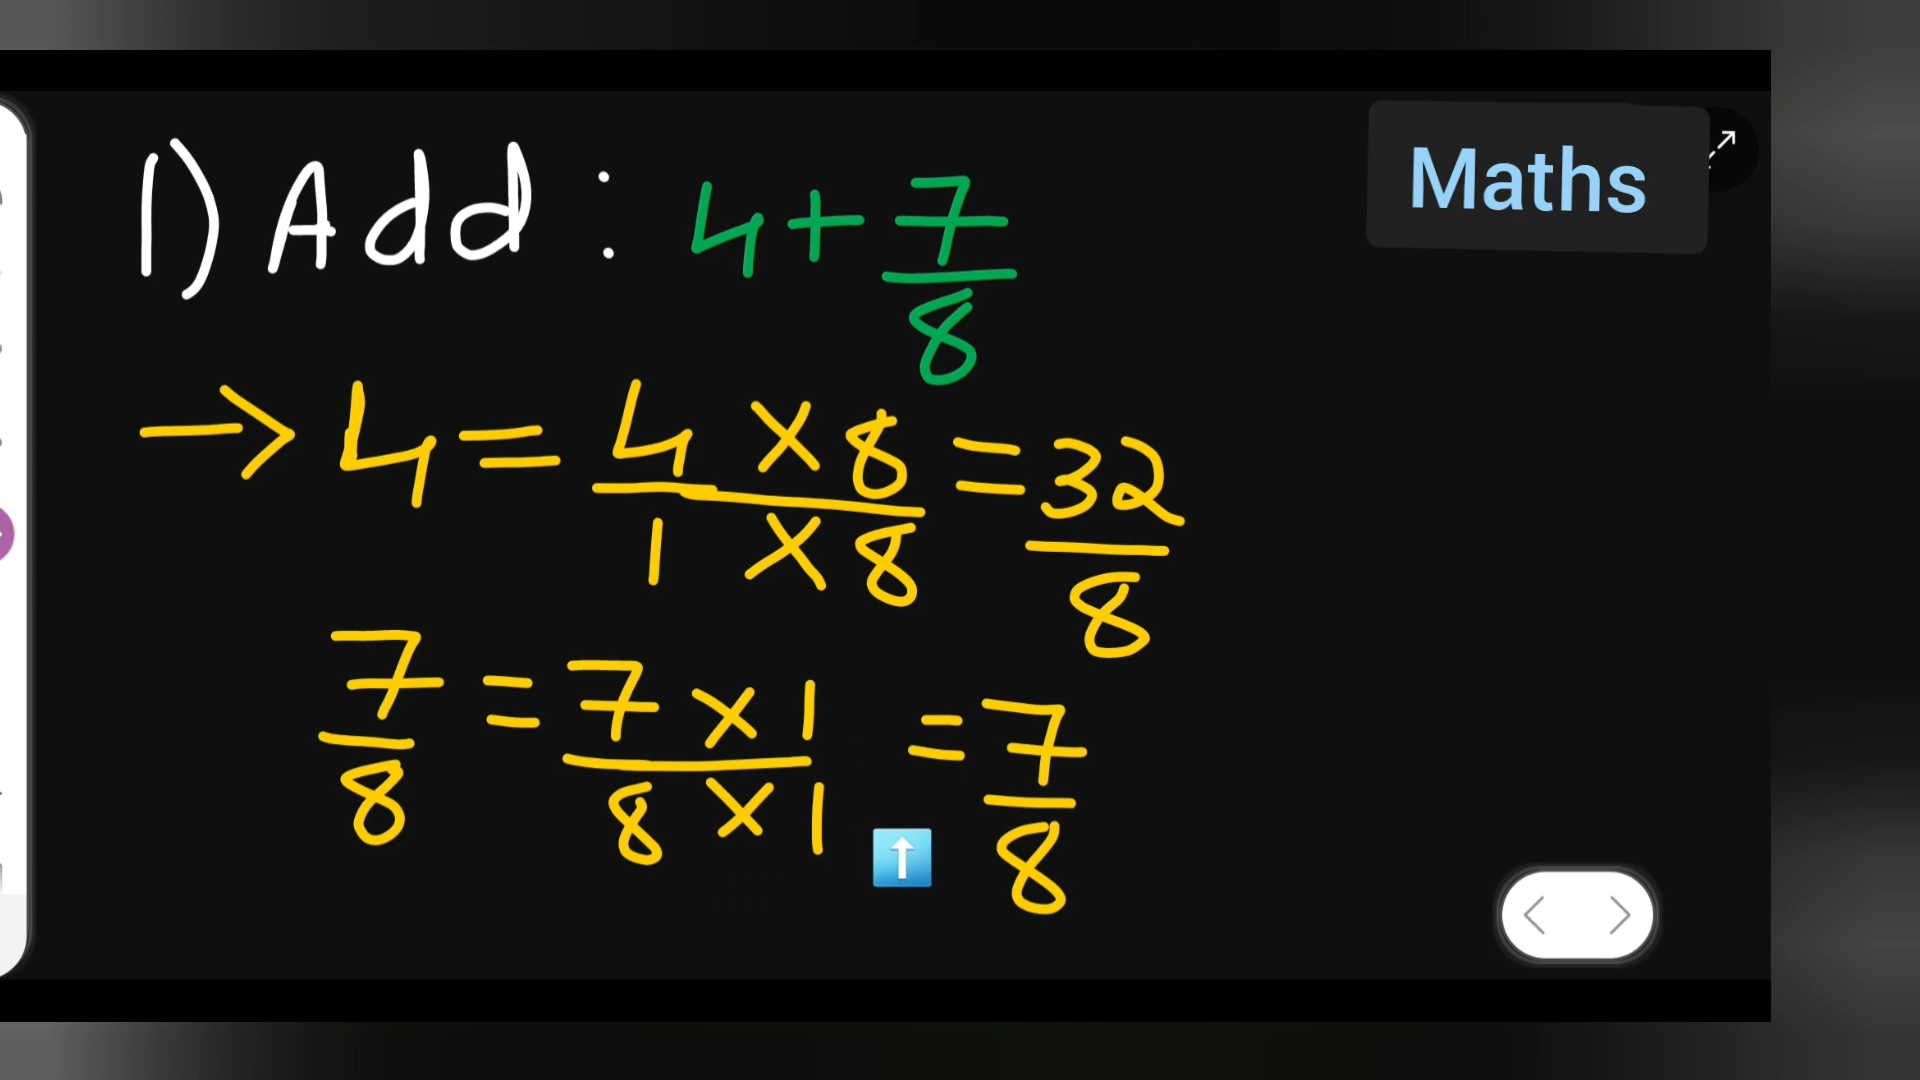 1) Add : 4 + 7/8
Maths
→ 4 = 4 × 8 / 1 × 8 = 32/8
7/8 = 7 × 1 / 8 × 1 = 7/8